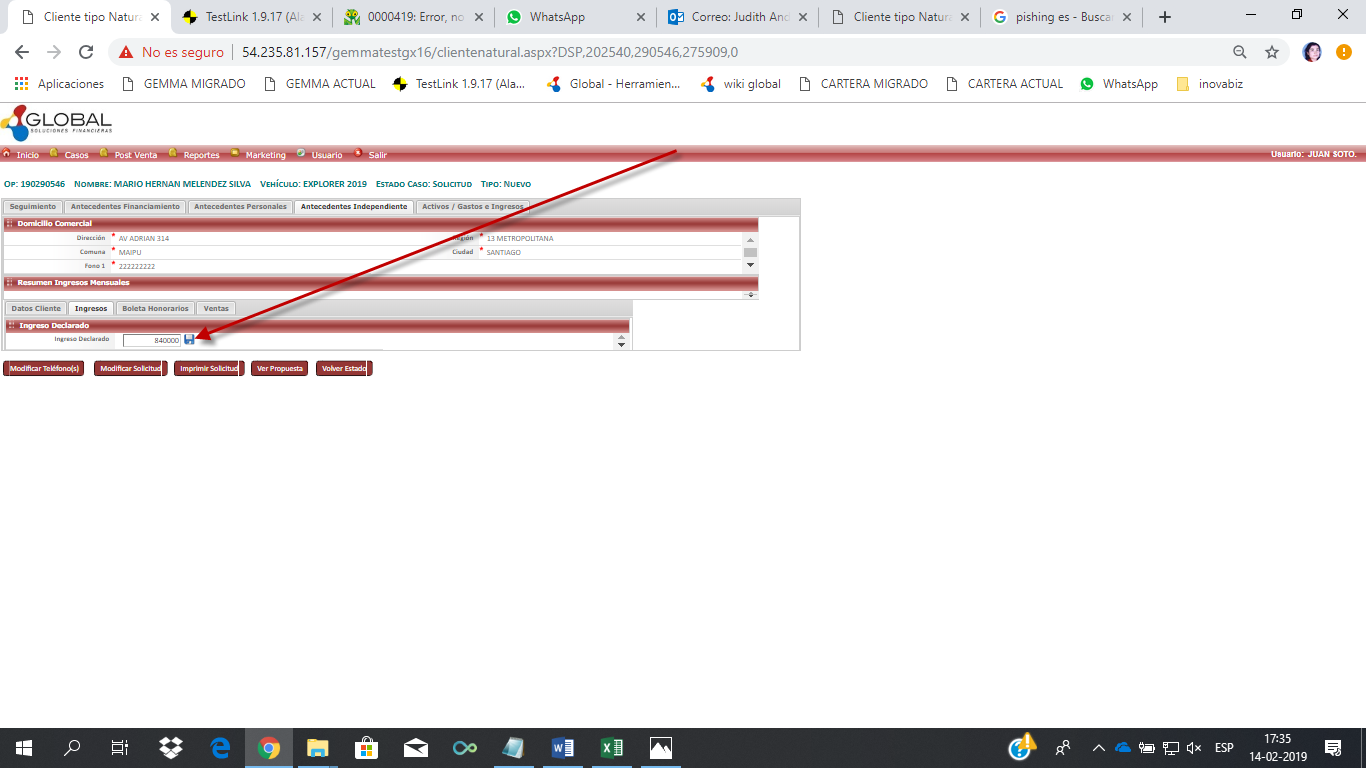 Cliente tipo Natura
TestLink 1.9.17 (Ala
0000419: Error, no
WhatsApp
Correo: Judith And
Cliente tipo Natura
pishing es - Buscar
No es seguro
54.235.81.157/gemmatestgx16/clientenatural.aspx?DSP,202540,290546,275909,0
Aplicaciones
GEMMA MIGRADO
GEMMA ACTUAL
TestLink 1.9.17 (Ala...
Global - Herramien...
wiki global
CARTERA MIGRADO
CARTERA ACTUAL
WhatsApp
inovabiz
GLOBAL
SOLUCIONES FINANCIERAS
Inicio Casos Post Venta Reportes Marketing Usuario Salir
Usuario: JUAN SOTO.
OP: 190290546 NOMBRE: MARIO HERNAN MELENDEZ SILVA VEHÍCULO: EXPLORER 2019 ESTADO CASO: SOLICITUD TIPO: NUEVO
Seguimiento Antecedentes Financiamiento Antecedentes Personales Antecedentes Independiente Activos / Gastos e Ingresos
Domicilio Comercial
Dirección * AV ADRIAN 314 Región * 13 METROPOLITANA
Comuna * MAIPU Ciudad * SANTIAGO
Fono 1 * 222222222
Resumen Ingresos Mensuales
Datos Cliente Ingresos Boleta Honorarios Ventas
Ingreso Declarado
Ingreso Declarado 840000
Modificar Teléfono(s) Modificar Solicitud Imprimir Solicitud Ver Propuesta Volver Estado
ESP
17:35
14-02-2019